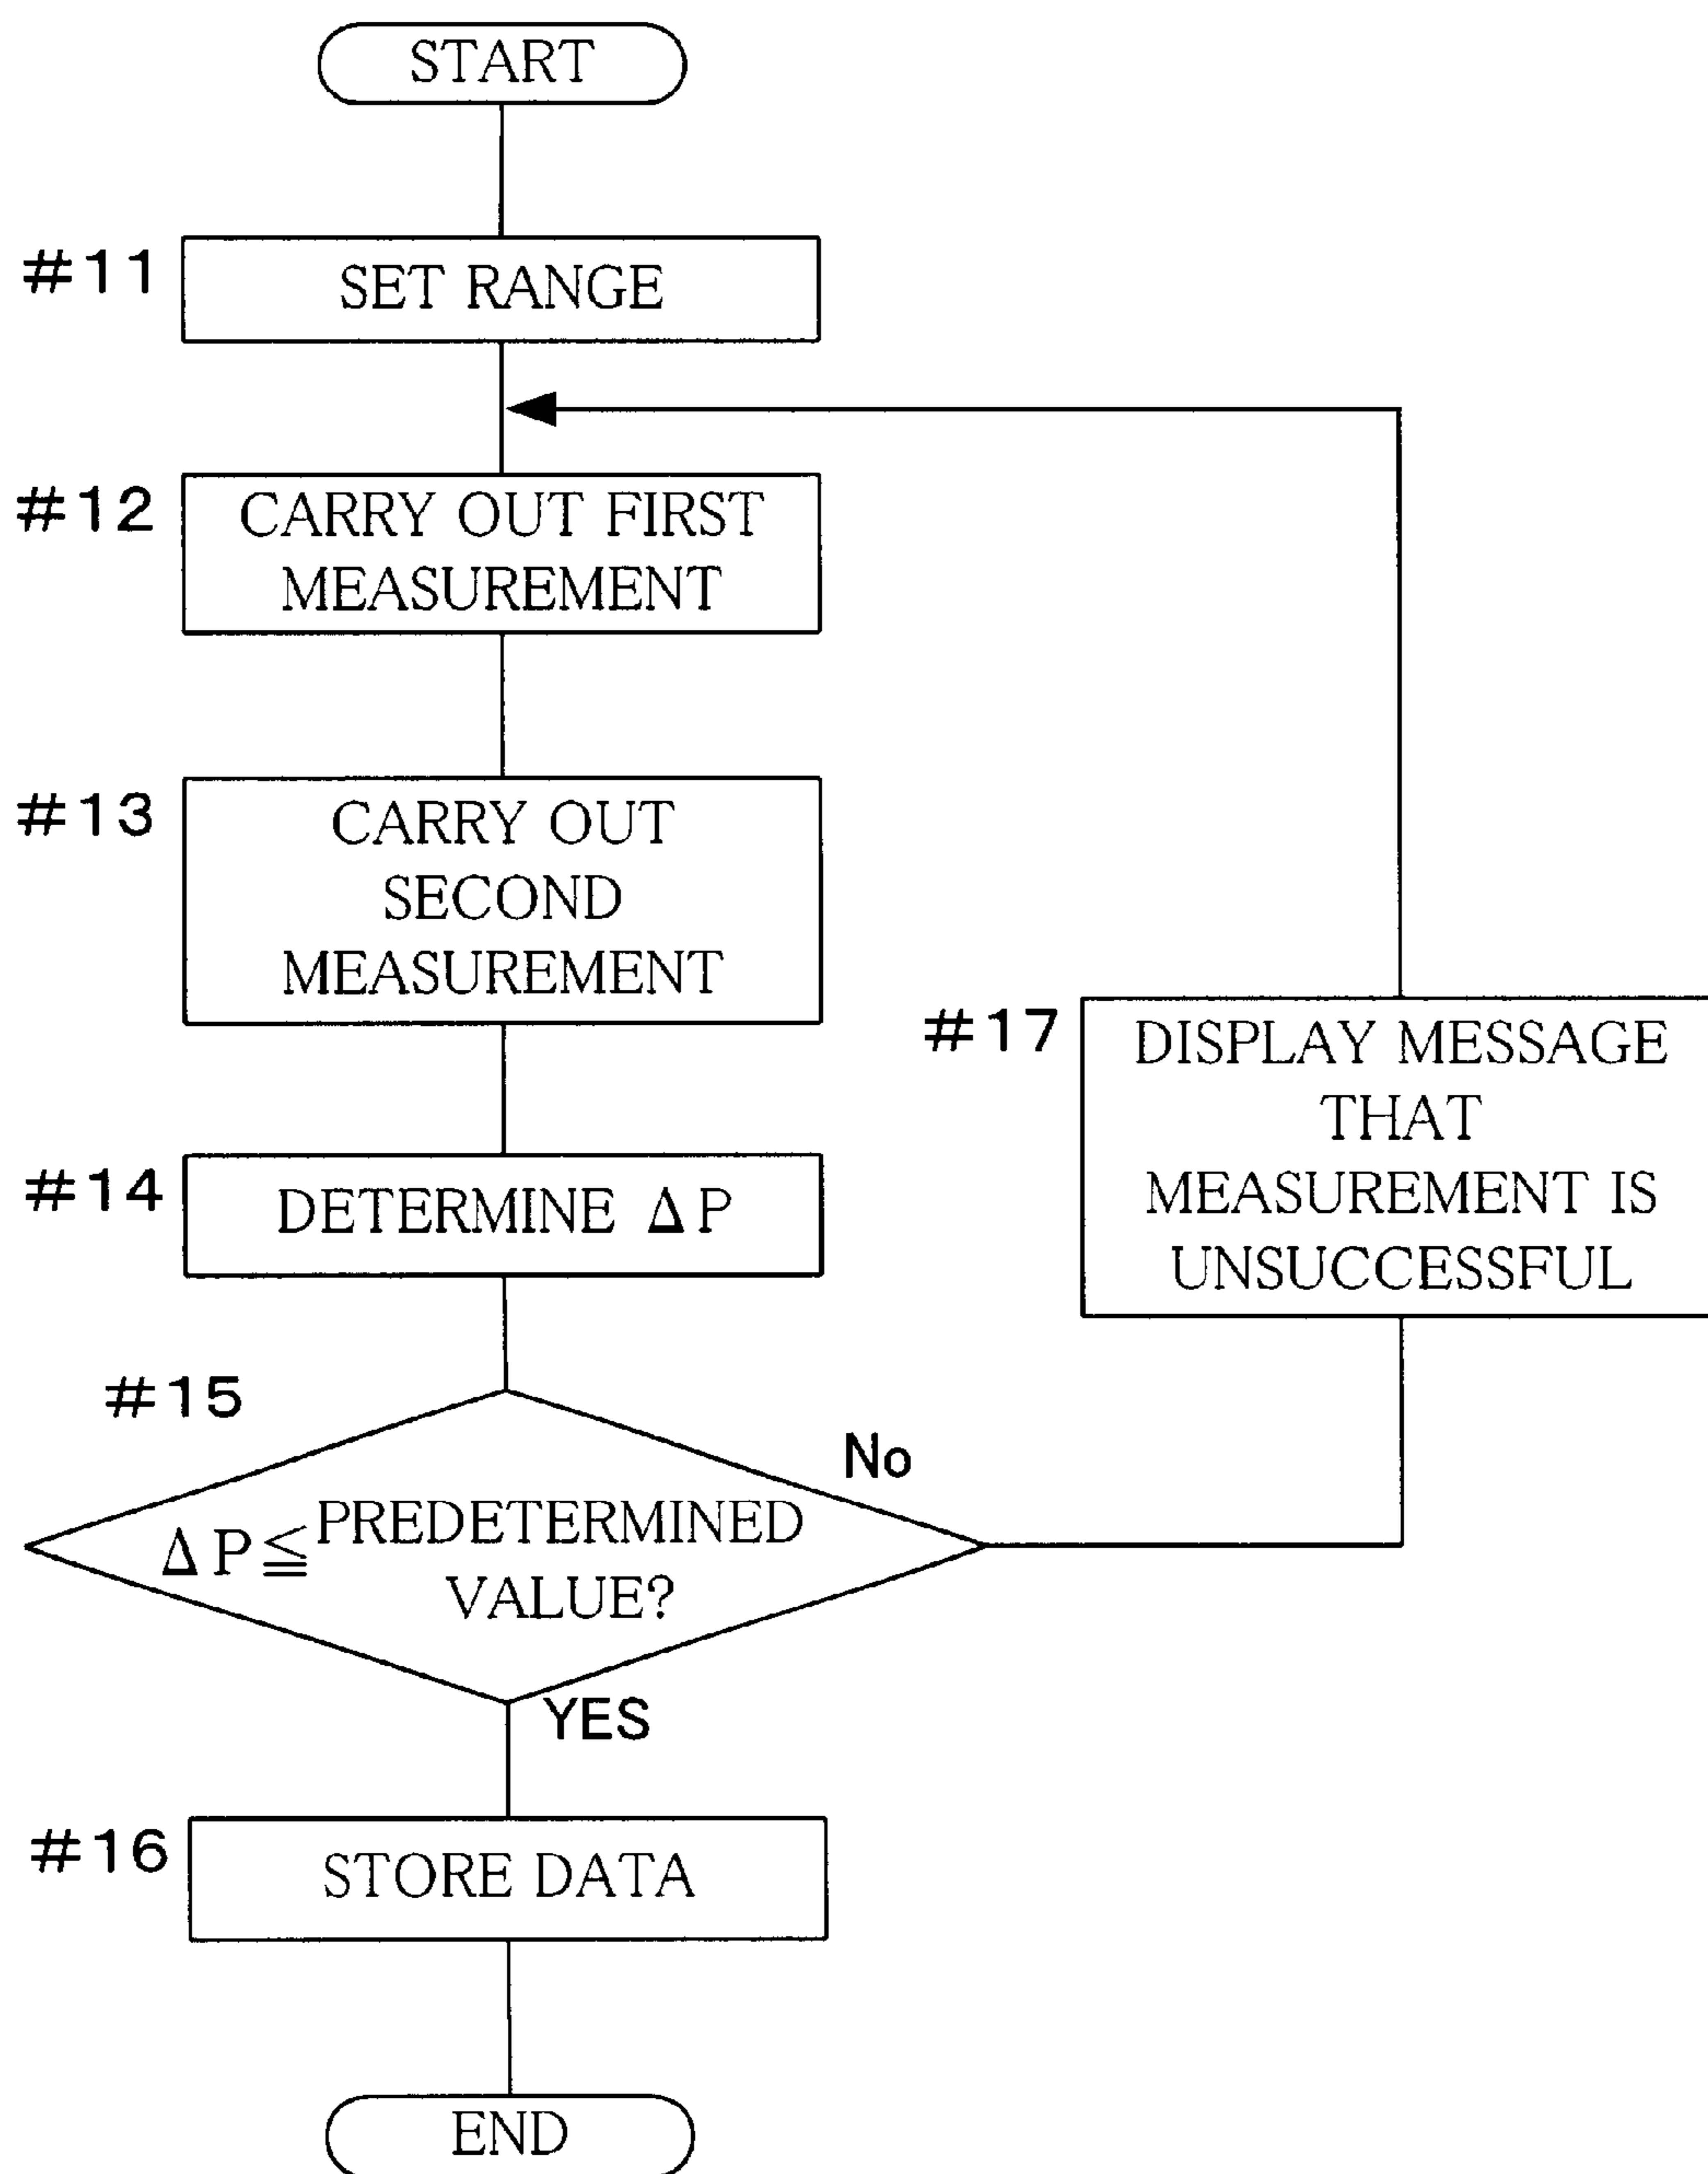 START
#11
SET RANGE
#12
CARRY OUT FIRST
MEASUREMENT
#13
CARRY OUT
SECOND
MEASUREMENT
#17
DISPLAY MESSAGE
THAT
MEASUREMENT IS
UNSUCCESSFUL
#14
DETERMINE ΔP
#15
No
ΔP≦PREDETERMINED
VALUE?
YES
#16
STORE DATA
END